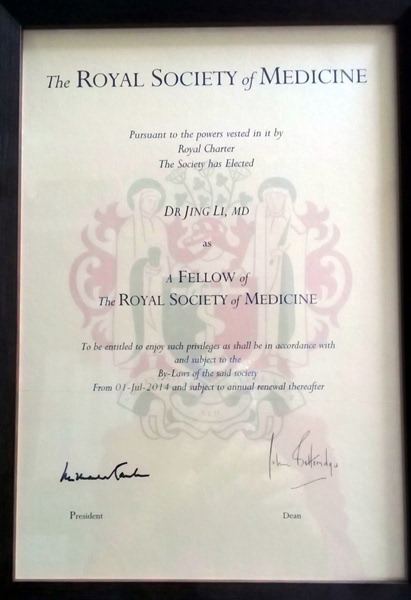 The ROYAL SOCIETY of MEDICINE
Pursuant to the powers vested in it by
Royal Charter
The Society has Elected
DR JING LI, MD
as
A FELLOW of
The ROYAL SOCIETY of MEDICINE
To be entitled to enjoy such privileges as shall be in accordance with
and subject to the
By-Laws of the said society
From 01-Jul-2014 and subject to annual renewal thereafter
President
Dean